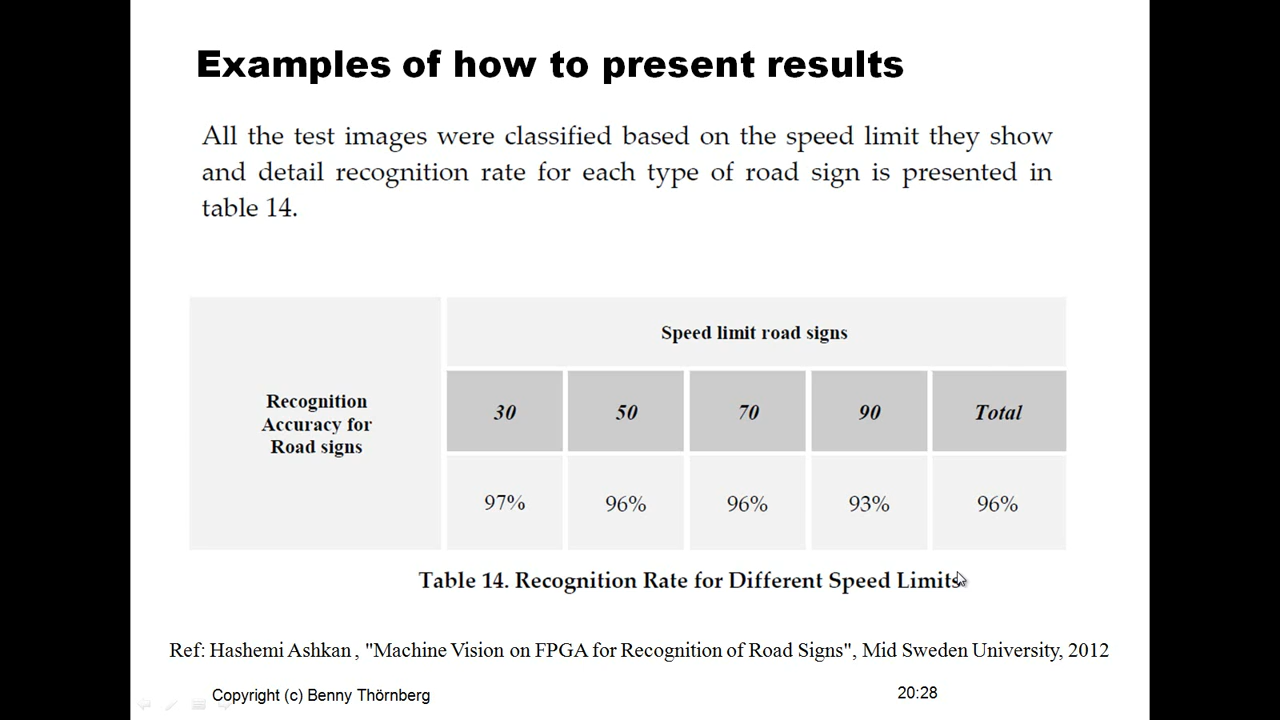 Examples of how to present results
All the test images were classified based on the speed limit they show
and detail recognition rate for each type of road sign is presented in
table 14.
Speed limit road signs
Recognition
Accuracy for
Road signs
30 50 70 90 Total
97% 96% 96% 93% 96%
Table 14. Recognition Rate for Different Speed Limits
Ref: Hashemi Ashkan , "Machine Vision on FPGA for Recognition of Road Signs", Mid Sweden University, 2012
Copyright (c) Benny Thörnberg
20:28